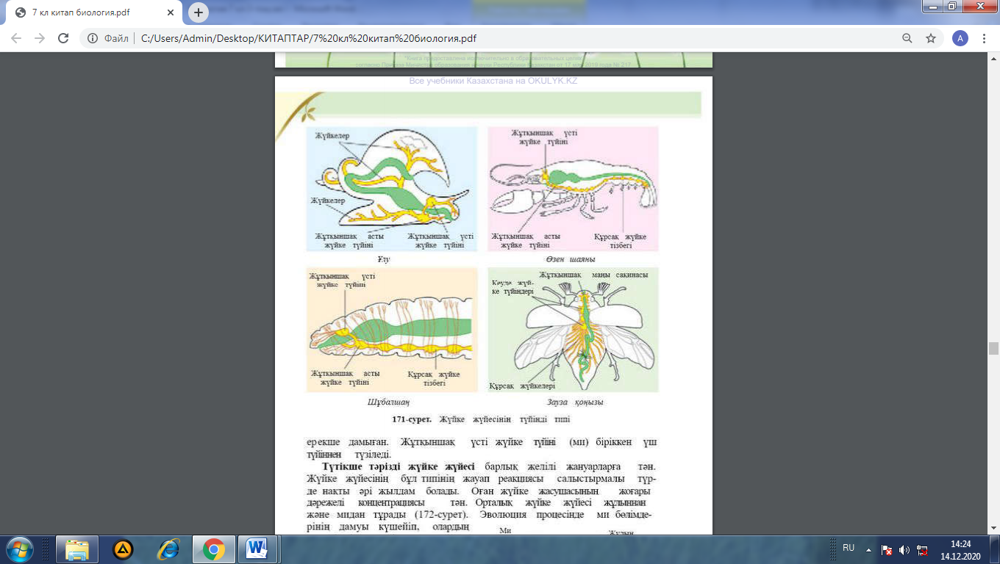 7 кл китап биология.pdf
Файл C:/Users/Admin/Desktop/КИТАПТАР/7%20кл%20китап%20биология.pdf
A
"Книга предоставлена исключительно в образовательных целях
согласно Приказа Министра образования и науки Республики Казахстан от 17 мая 2019 года № 217
Все учебники Казахстана на OKULYK.KZ
Жүйкелер
Жүйкелер
Жұтқыншақ асты
жүйке түйіні
Жұтқыншақ үсті
жүйке түйіні
Ұлу
Жұтқыншақ үсті
жүйке түйіні
Жұтқыншақ асты
жүйке түйіні
Құрсақ жүйке
тізбегі
Өзен шаяны
Жұтқыншақ үсті
жүйке түйіні
Жұтқыншақ асты
жүйке түйіні
Құрсақ жүйке
тізбегі
Шұбалшаң
Жұтқыншақ маңы сақинасы
Кеуде жүй-
ке түйіндері
Құрсақ жүйкелері
Зауза қоңызы
171-сурет. Жүйке жүйесінің түйінді типі
ерекше дамыған. Жұтқыншақ үсті жүйке түйіні (ми) біріккен үш
түйіннен түзіледі.
Түтікше тәрізді жүйке жүйесі барлық желілі жануарларға тән.
Жүйке жүйесінің бұл типінің жауап реакциясы салыстырмалы түр-
де нақты әрі жылдам болады. Оған жүйке жасушасының жоғары
дәрежелі концентрациясы тән. Орталық жүйке жүйесі жұлыннан
және мидан тұрады (172-сурет). Эволюция процесінде ми бөлімде-
рінің дамуы күшейіп, олардың
Ми
Жұлын
RU
14:24
14.12.2020